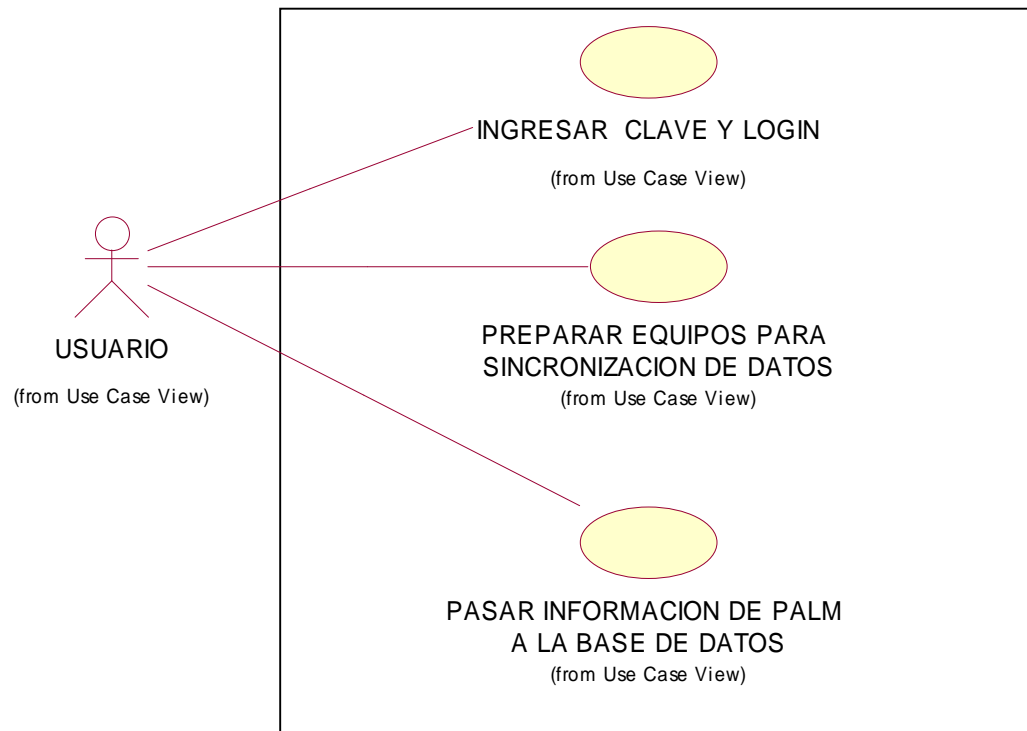 INGRESAR CLAVE Y LOGIN
(from Use Case View)
USUARIO
(from Use Case View)
PREPARAR EQUIPOS PARA
SINCRONIZACION DE DATOS
(from Use Case View)
PASAR INFORMACION DE PALM
A LA BASE DE DATOS
(from Use Case View)